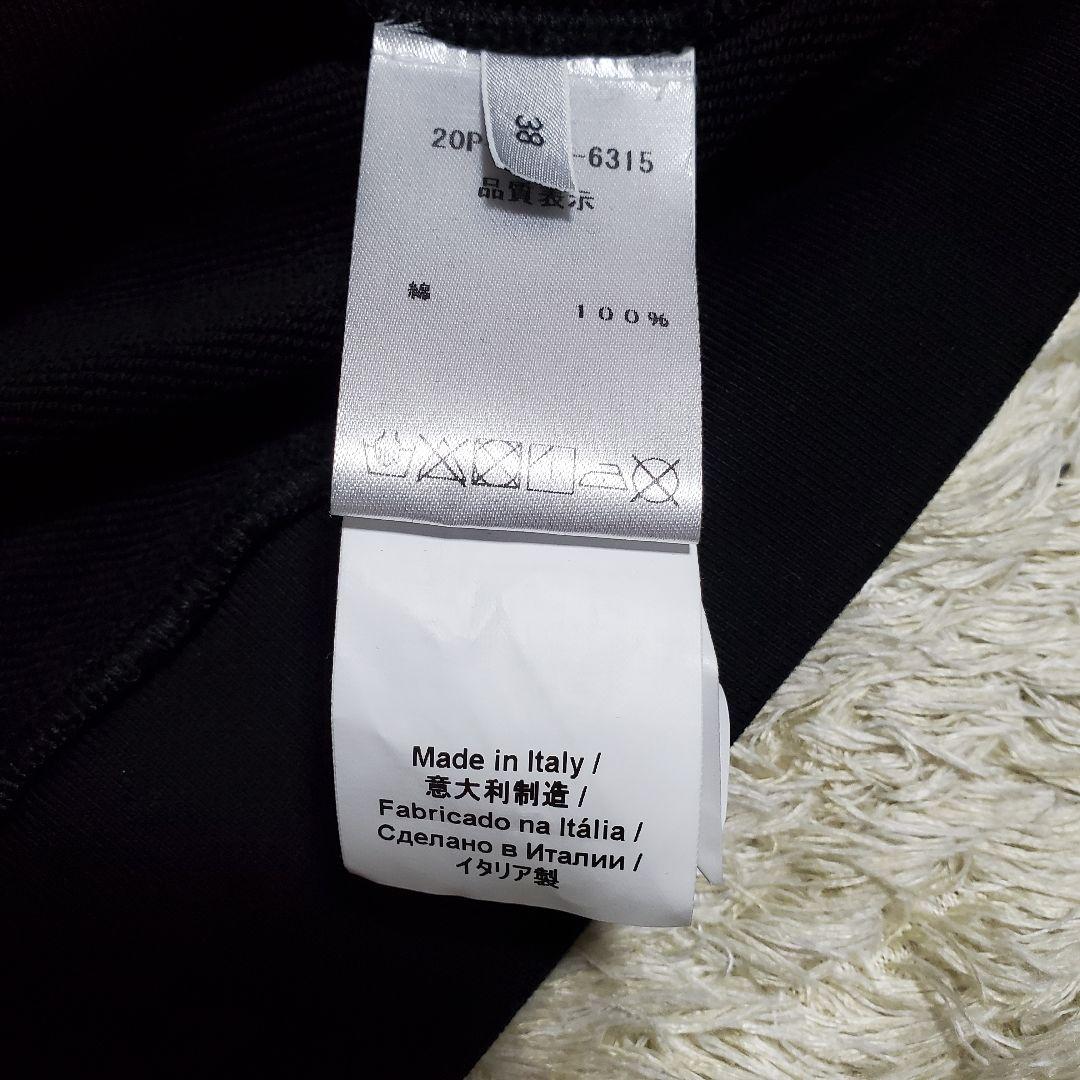 38
20P -6315
品質表示
綿 100%
Made in Italy /
意大利制造 /
Fabricado na Itália /
Сделано в Италии /
イタリア製